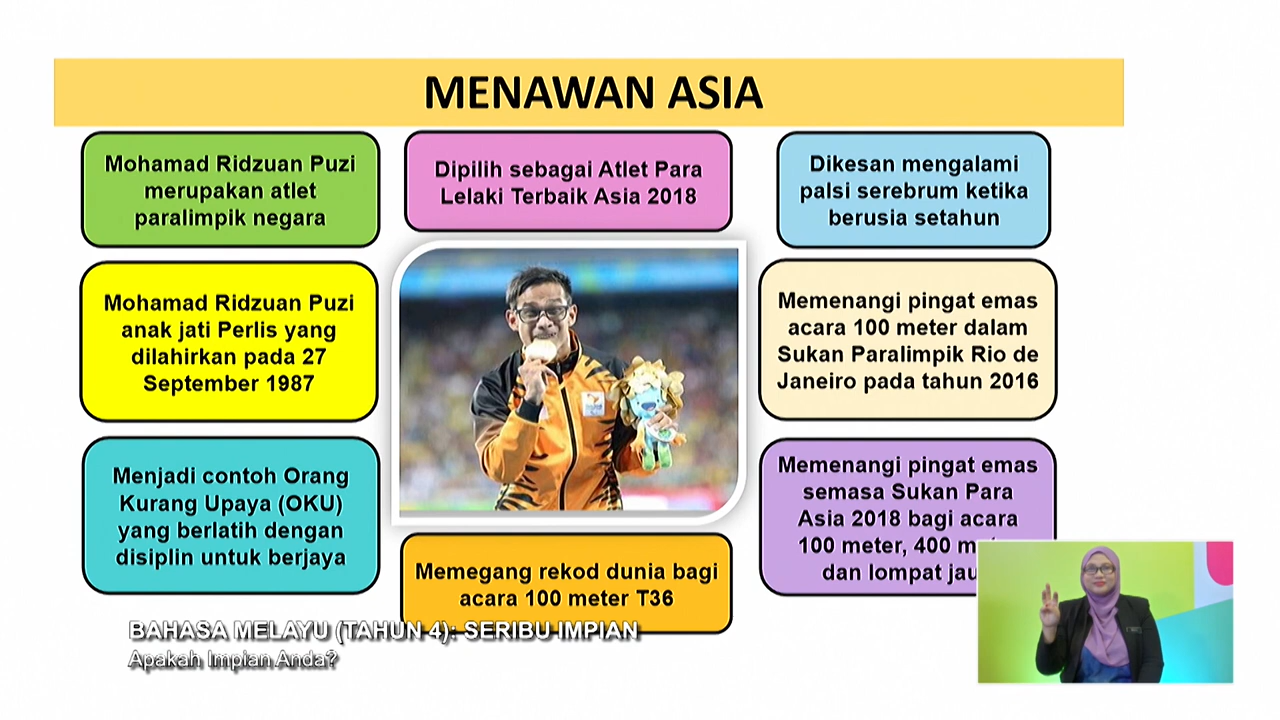 MENAWAN ASIA
Mohamad Ridzuan Puzi
merupakan atlet
paralimpik negara
Dipilih sebagai Atlet Para
Lelaki Terbaik Asia 2018
Dikesan mengalami
palsi serebrum ketika
berusia setahun
Mohamad Ridzuan Puzi
anak jati Perlis yang
dilahirkan pada 27
September 1987
Memenangi pingat emas
acara 100 meter dalam
Sukan Paralimpik Rio de
Janeiro pada tahun 2016
Menjadi contoh Orang
Kurang Upaya (OKU)
yang berlatih dengan
disiplin untuk berjaya
Memegang rekod dunia bagi
acara 100 meter T36
Memenangi pingat emas
semasa Sukan Para
Asia 2018 bagi acara
100 meter, 400
dan lompat
BAHASA MELAYU (TAHUN 4): SERIBU IMPIAN
Apakah Impian Anda?